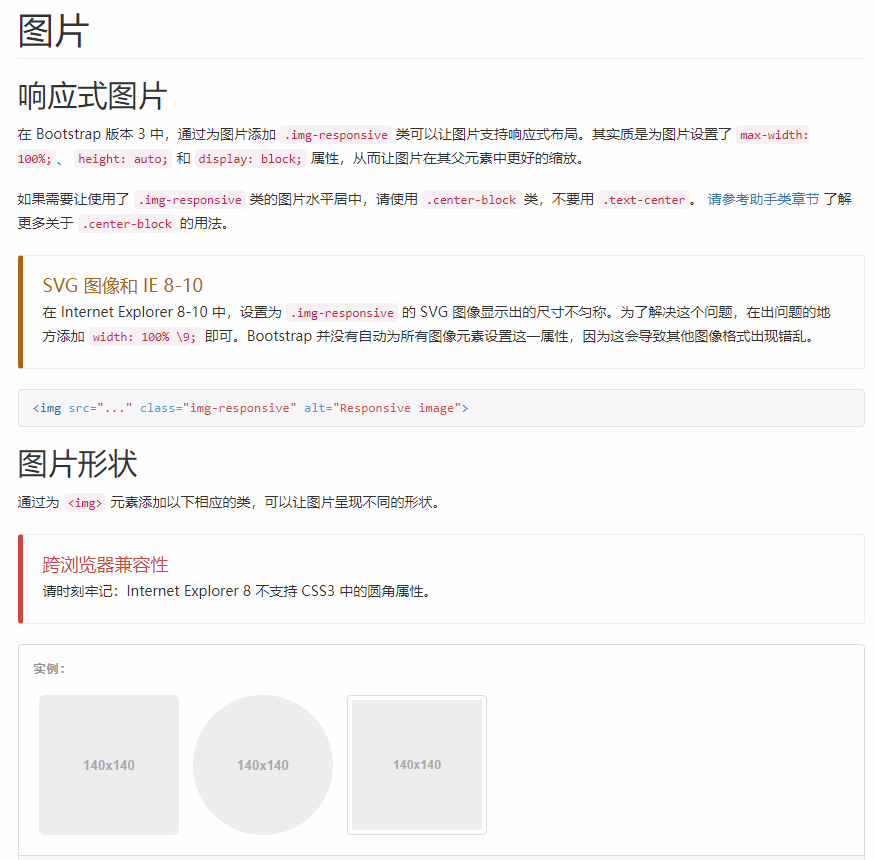 图片
响应式图片
在 Bootstrap 版本 3 中，通过为图片添加 .img-responsive 类可以让图片支持响应式布局。其实质是为图片设置了 max-width:
100%; 、 height: auto; 和 display: block; 属性，从而让图片在其父元素中更好的缩放。
如果需要让使用了 .img-responsive 类的图片水平居中，请使用 .center-block 类，不要用 .text-center 。 请参考助手类章节 了解
更多关于 .center-block 的用法。
SVG 图像和 IE 8-10
在 Internet Explorer 8-10 中，设置为 .img-responsive 的 SVG 图像显示出的尺寸不匀称。为了解决这个问题，在出问题的地
方添加 width: 100% \9; 即可。Bootstrap 并没有自动为所有图像元素设置这一属性，因为这会导致其他图像格式出现错乱。
<img src="..." class="img-responsive" alt="Responsive image">
图片形状
通过为 <img> 元素添加以下相应的类，可以让图片呈现不同的形状。
跨浏览器兼容性
请时刻牢记：Internet Explorer 8 不支持 CSS3 中的圆角属性。
实例：
140x140 140x140 140x140